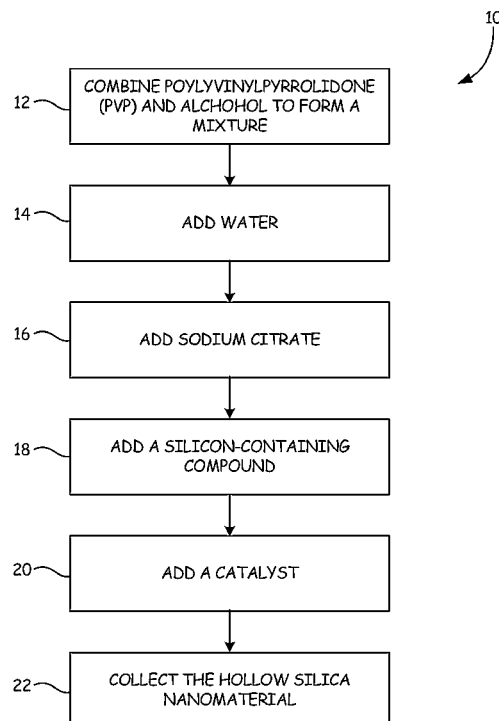 10
12
COMBINE POYLYVINYLPYRROLIDONE
(PVP) AND ALCHOHOL TO FORM A
MIXTURE
14
ADD WATER
16
ADD SODIUM CITRATE
18
ADD A SILICON-CONTAINING
COMPOUND
20
ADD A CATALYST
22
COLLECT THE HOLLOW SILICA
NANOMATERIAL